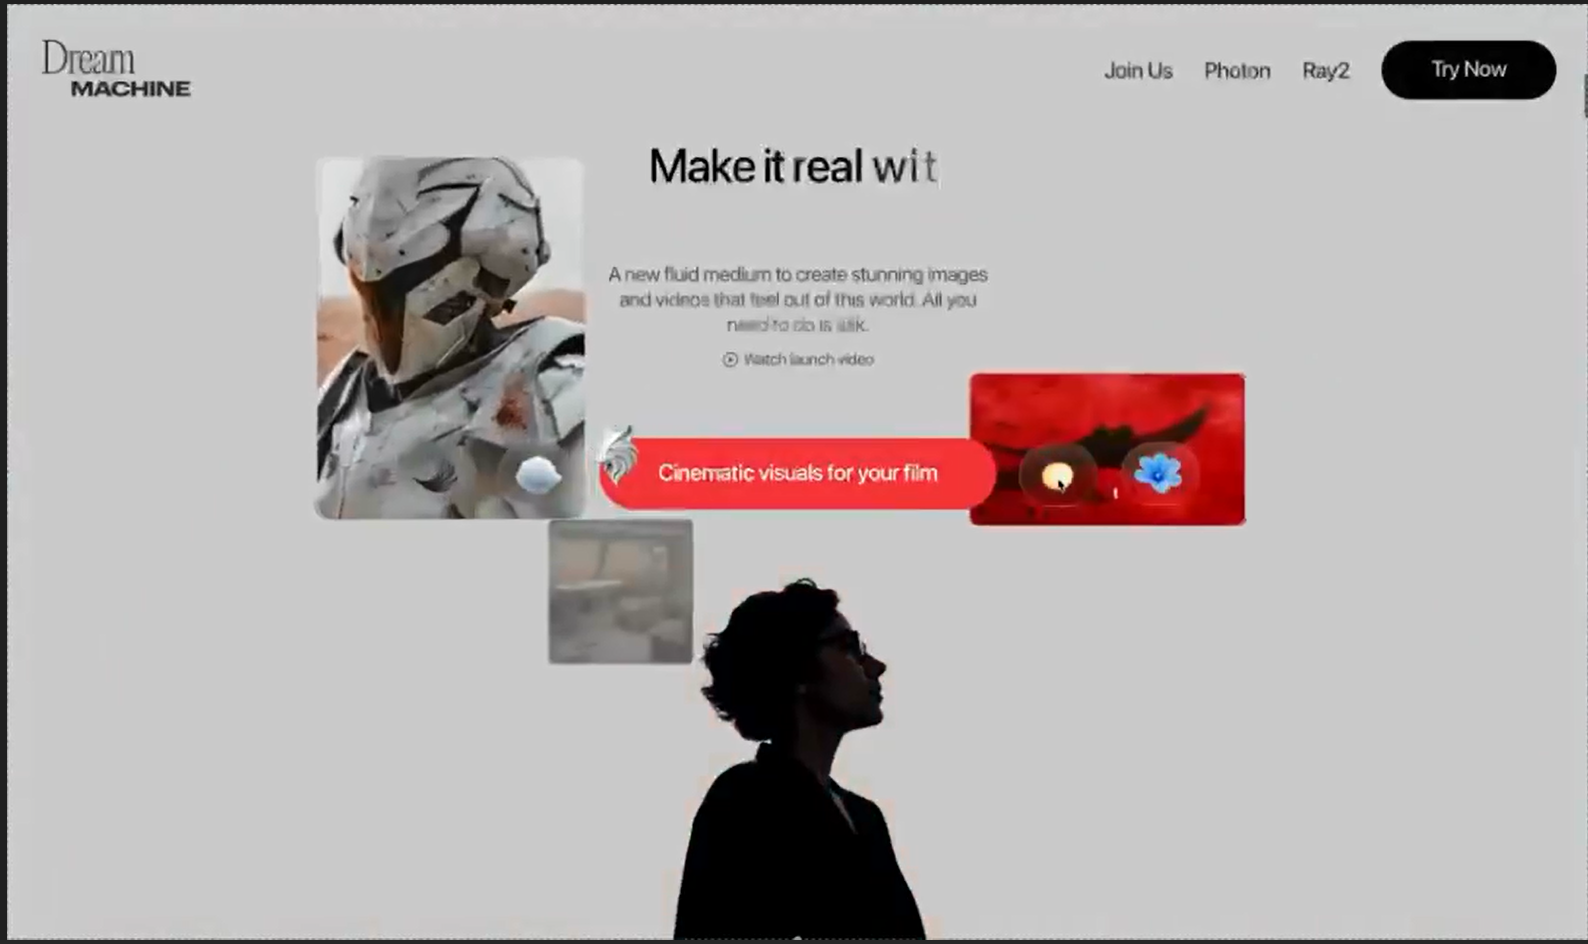 Dream
MACHINE
Join Us
Photon
Ray2
Try Now
Make it real wit
A new fluid medium to create stunning images
and videos that feel out of this world. All you
need to do is ask.
Watch launch video
Cinematic visuals for your film